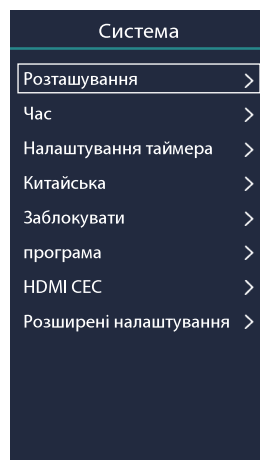 Система
Розташування
Час
Налаштування таймера
Китайська
Заблокувати
програма
HDMI CEC
Розширені налаштування